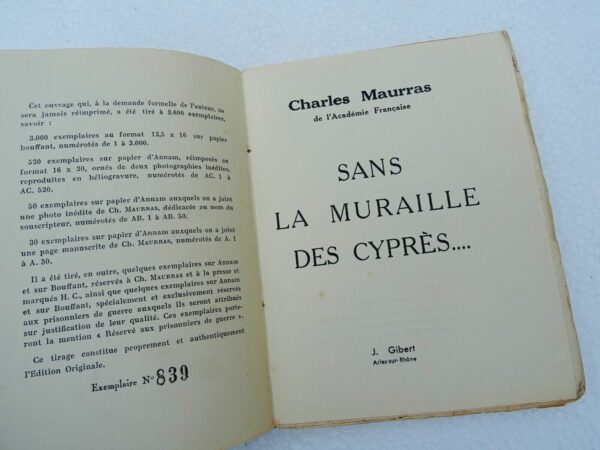 Cet ouvrage qui, à la demande formelle de l'auteur, ne
sera jamais réimprimé, a été tiré à 3.600 exemplaires,
savoir :
3.000 exemplaires au format 12,5 x 16 sur papier
bouffant, numérotés de 1 à 3.000.
520 exemplaires sur papier d'Annam, réimposés au
format 16 x 20, ornés de deux photographies inédites,
reproduites en héliogravure, numérotés de AC. 1 à
AC. 520.
50 exemplaires sur papier d'Annam auxquels on a joint
une photo inédite de Ch. MAURRAS, dédicacée au nom du
souscripteur, numérotés de AB. 1 à AB. 50.
30 exemplaires sur papier d'Annam auxquels on a joint
une page manuscrite de Ch. MAURRAS, numérotés de A. 1
à A. 30.
Il a été tiré, en outre, quelques exemplaires sur Annam
et sur Bouffant, réservés à Ch. MAURRAS et à la presse et
marqués H. C., ainsi que quelques exemplaires sur Annam
et sur Bouffant, spécialement et exclusivement réservés
aux prisonniers de guerre auxquels ils seront attribués
sur justification de leur qualité. Ces exemplaires porte-
ront la mention « Réservé aux prisonniers de guerre ».
Ce tirage constitue proprement et authentiquement
l'Edition Originale.
Exemplaire N° 839
Charles Maurras
de l'Académie Française
SANS
LA MURAILLE
DES CYPRÈS....
J. Gibert
Arles-sur-Rhône